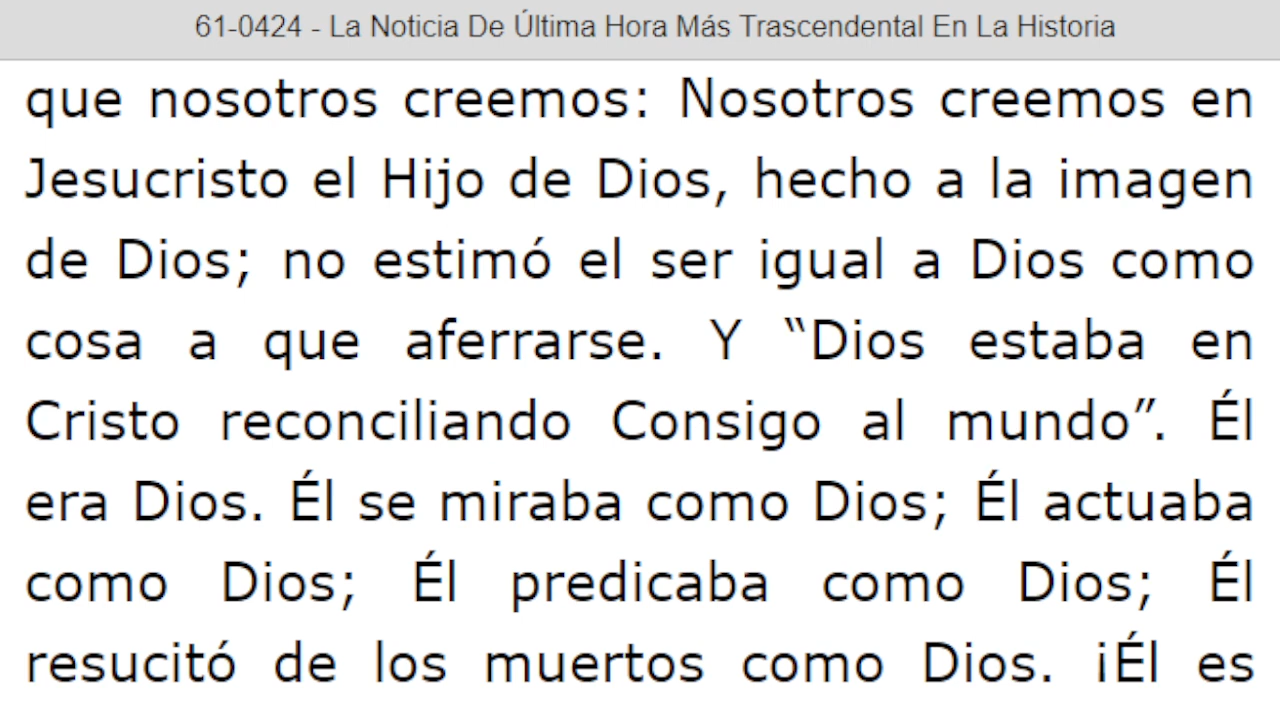 61-0424 - La Noticia De Última Hora Más Trascendental En La Historia
que nosotros creemos: Nosotros creemos en
Jesucristo el Hijo de Dios, hecho a la imagen
de Dios; no estimó el ser igual a Dios como
cosa a que aferrarse. Y “Dios estaba en
Cristo reconciliando Consigo al mundo”. Él
era Dios. Él se miraba como Dios; Él actuaba
como Dios; Él predicaba como Dios; Él
resucitó de los muertos como Dios. ¡Él es